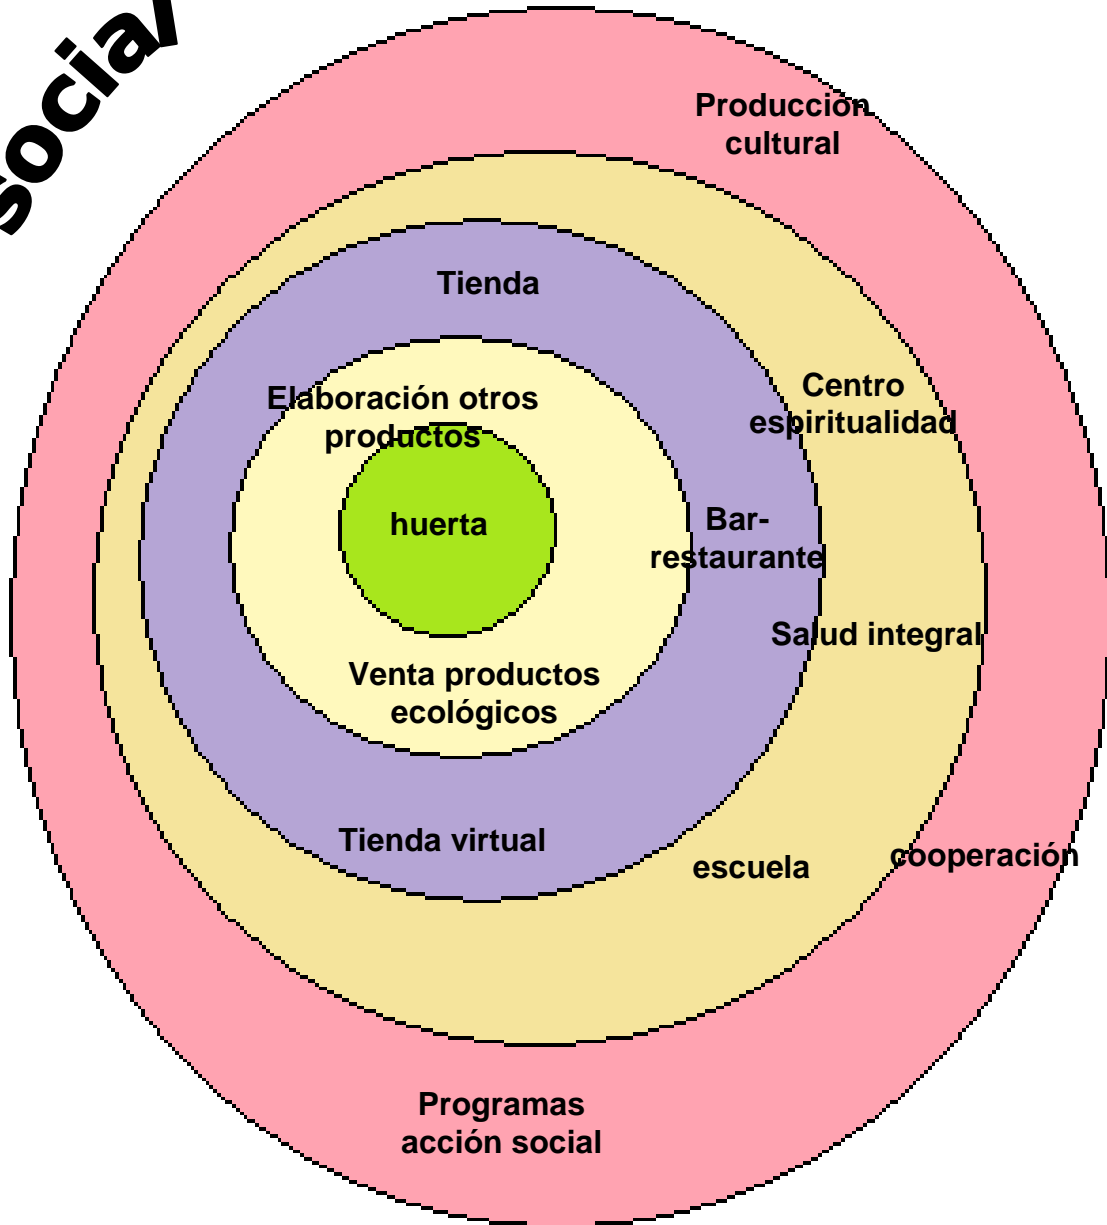 social
Producción
cultural
Tienda
Centro
espiritualidad
Elaboración otros
productos
huerta
Bar-
restaurante
Salud integral
Venta productos
ecológicos
Tienda virtual
escuela
cooperación
Programas
acción social